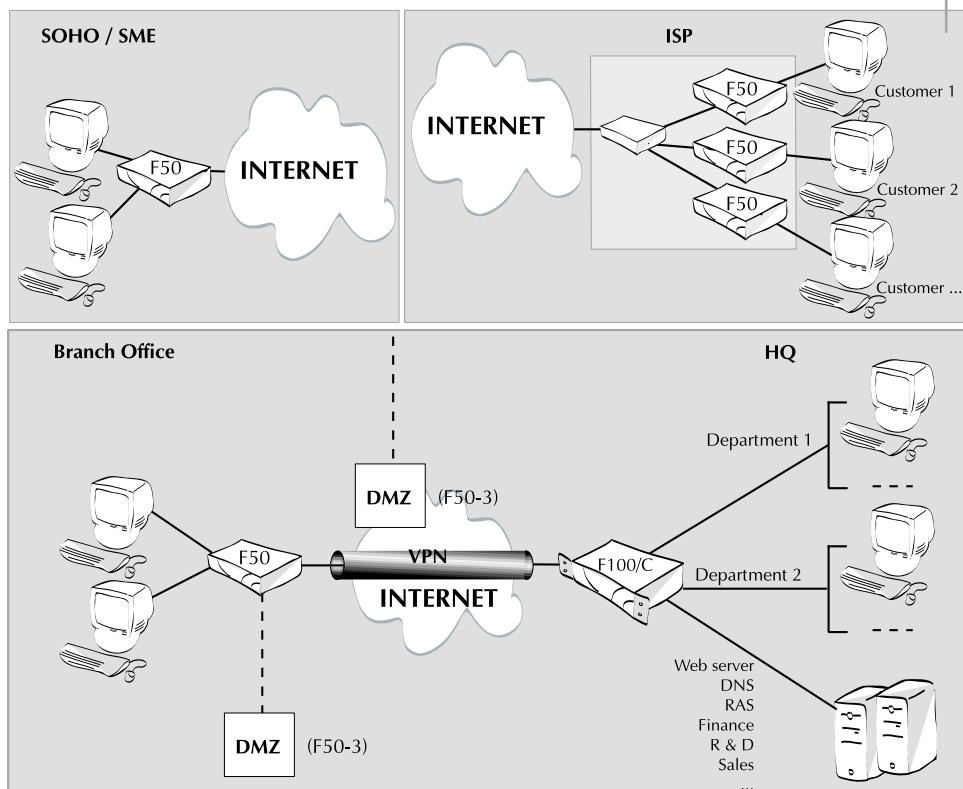 SOHO / SME
F50
INTERNET
ISP
INTERNET
F50
F50
F50
Customer 1
Customer 2
Customer ...
Branch Office
HQ
DMZ
(F50-3)
F50
VPN
INTERNET
F100/C
Department 1
Department 2
DMZ
(F50-3)
Web server
DNS
RAS
Finance
R & D
Sales
...